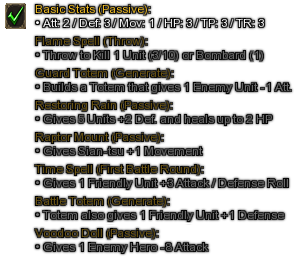 Basic Stats (Passive):
• Att: 2 / Def: 3 / Mov: 1 / HP: 3 / TP: 3 / TR: 3
Flame Spell (Throw):
• Throw to Kill 1 Unit (8/10) or Bombard (1)
Guard Totem (Generate):
• Builds a Totem that gives 1 Enemy Unit -1 Att.
Restoring Rain (Passive):
• Gives 5 Units +2 Def. and heals up to 2 HP
Raptor Mount (Passive):
• Gives Sian-tsu +1 Movement
Time Spell (First Battle Round):
• Gives 1 Friendly Unit +6 Attack / Defense Roll
Battle Totem (Generate):
• Totem also gives 1 Friendly Unit +1 Defense
Voodoo Doll (Passive):
• Gives 1 Enemy Hero -8 Attack